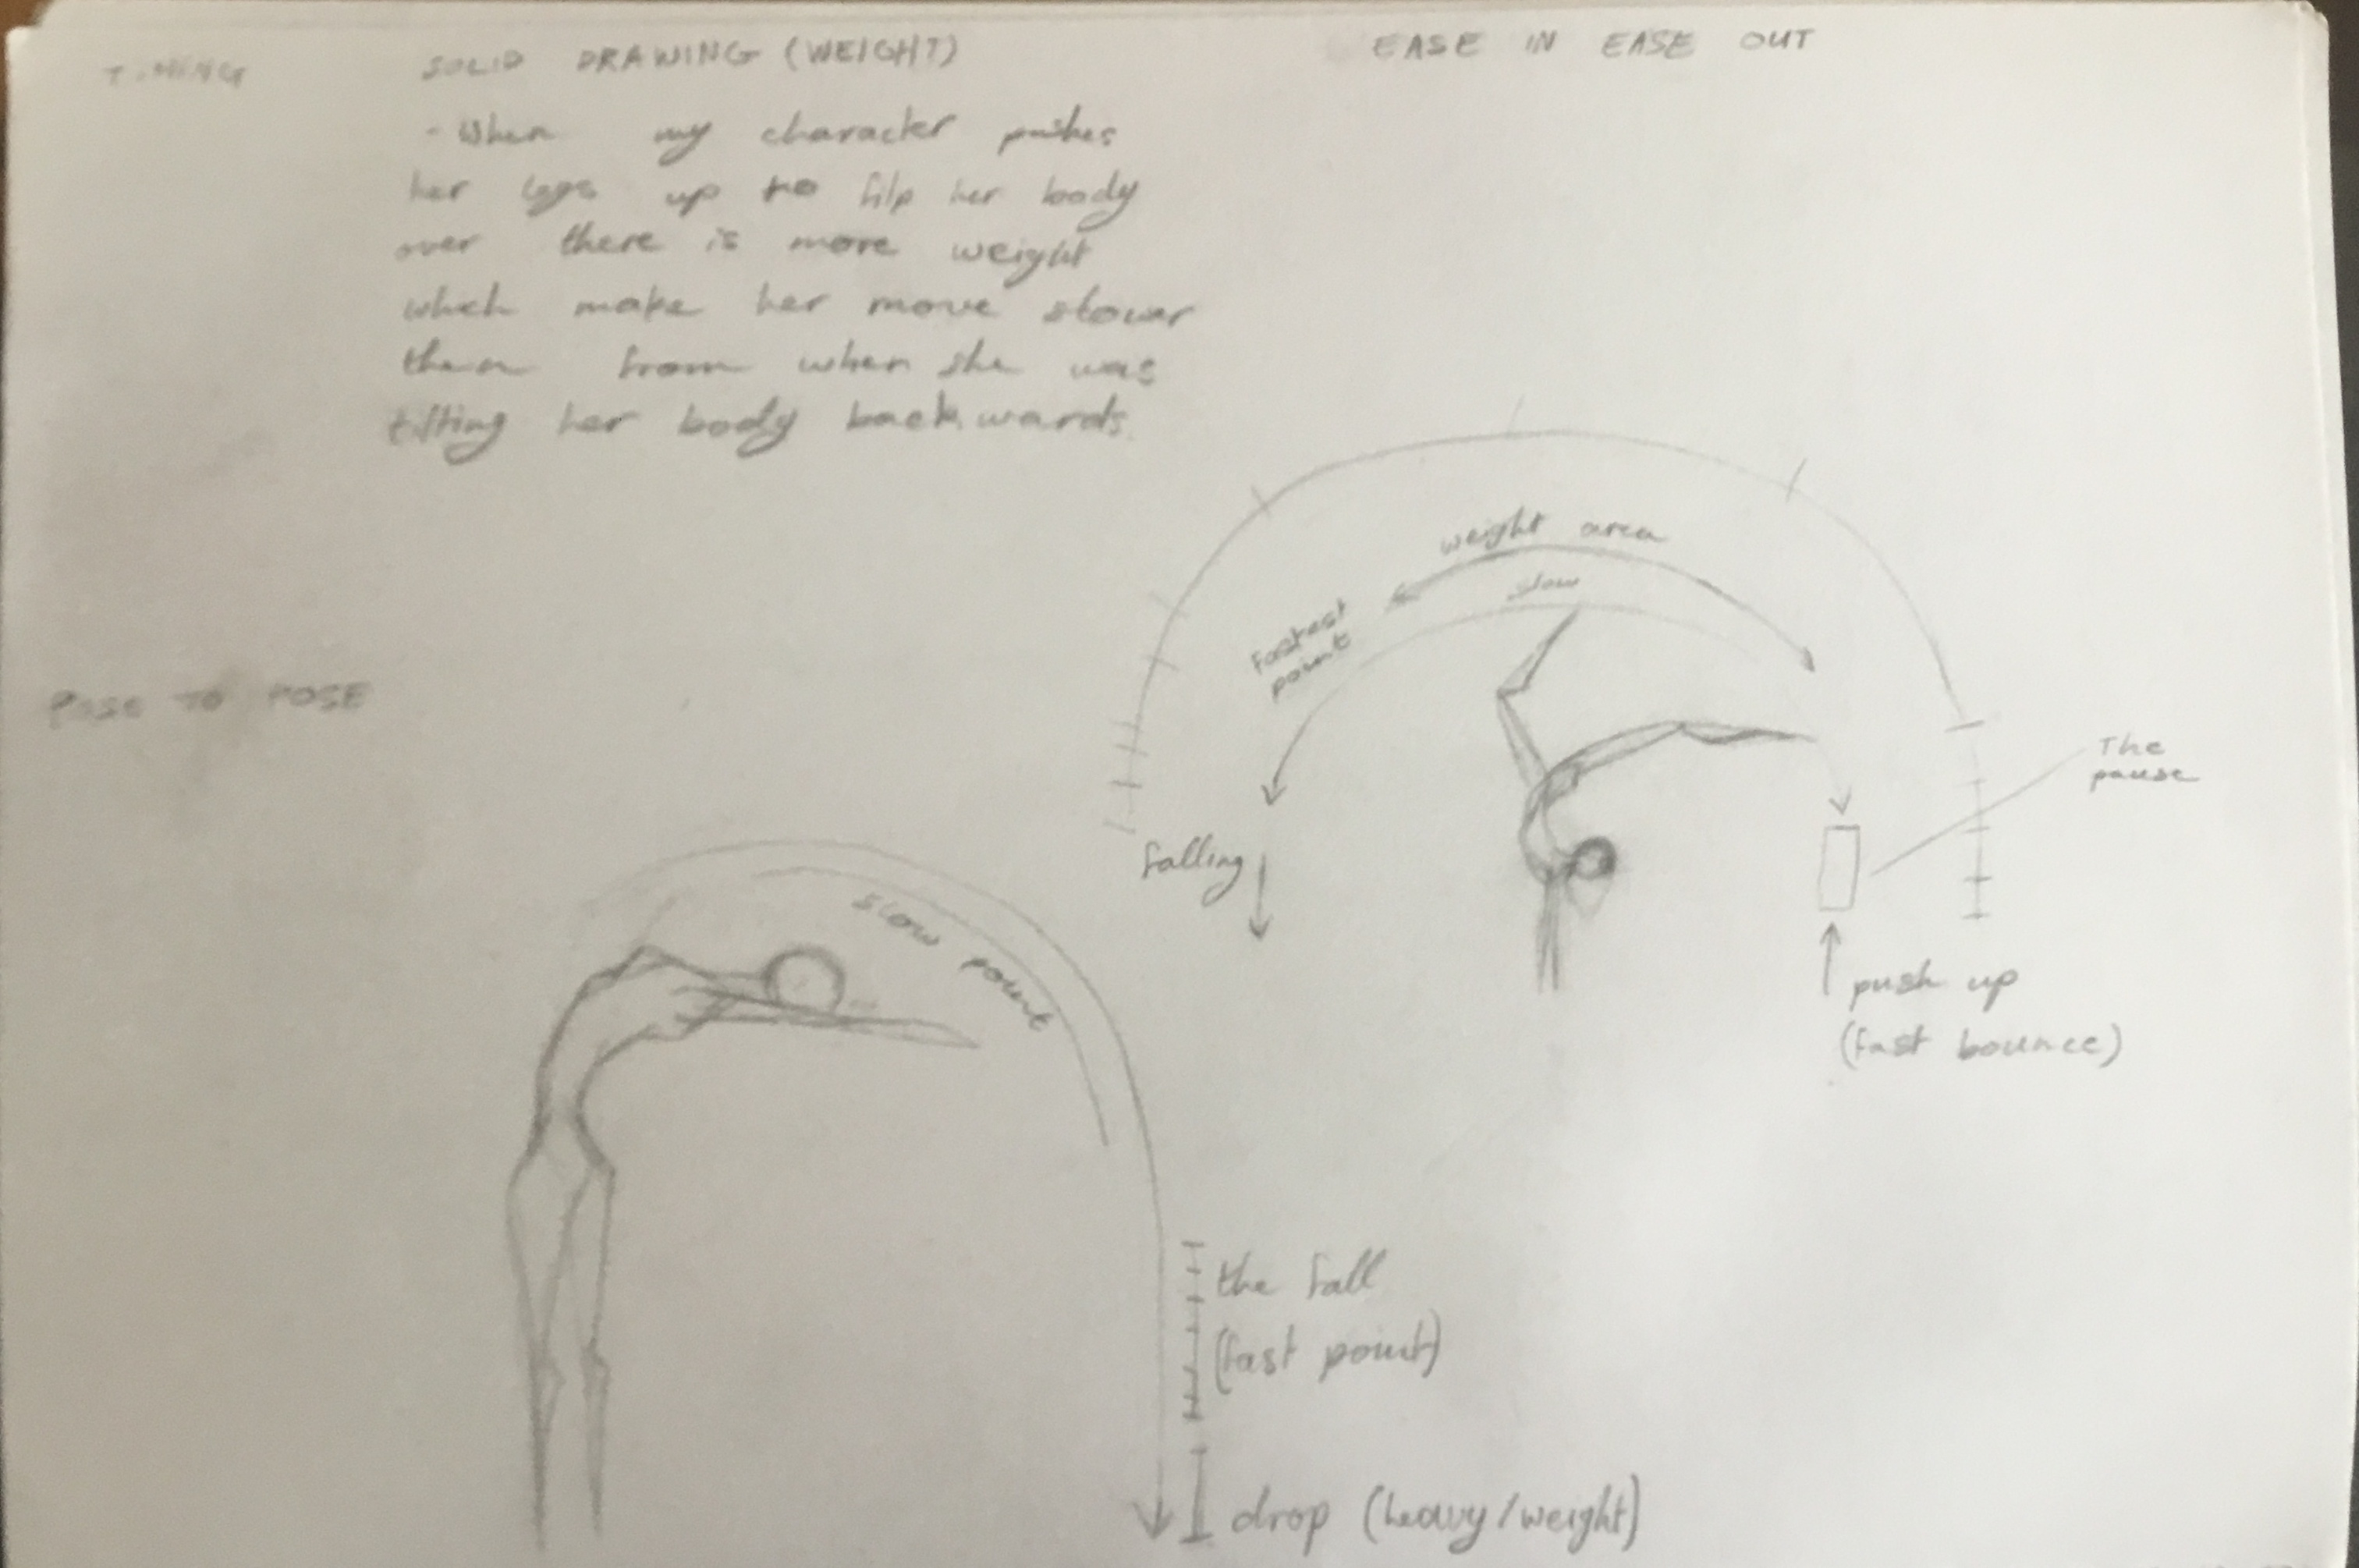 TIMING
SOLID DRAWING (WEIGHT)
- When my character pushes
her legs up to filp her body
over there is more weight
which make her move slower
then from when she was
tilting her body backwards.
EASE IN EASE OUT
POSE TO POSE
weight area
slow
fastest
point
falling
The
pause
push up
(fast bounce)
slow point
the fall
(fast point)
drop (heavy/weight)